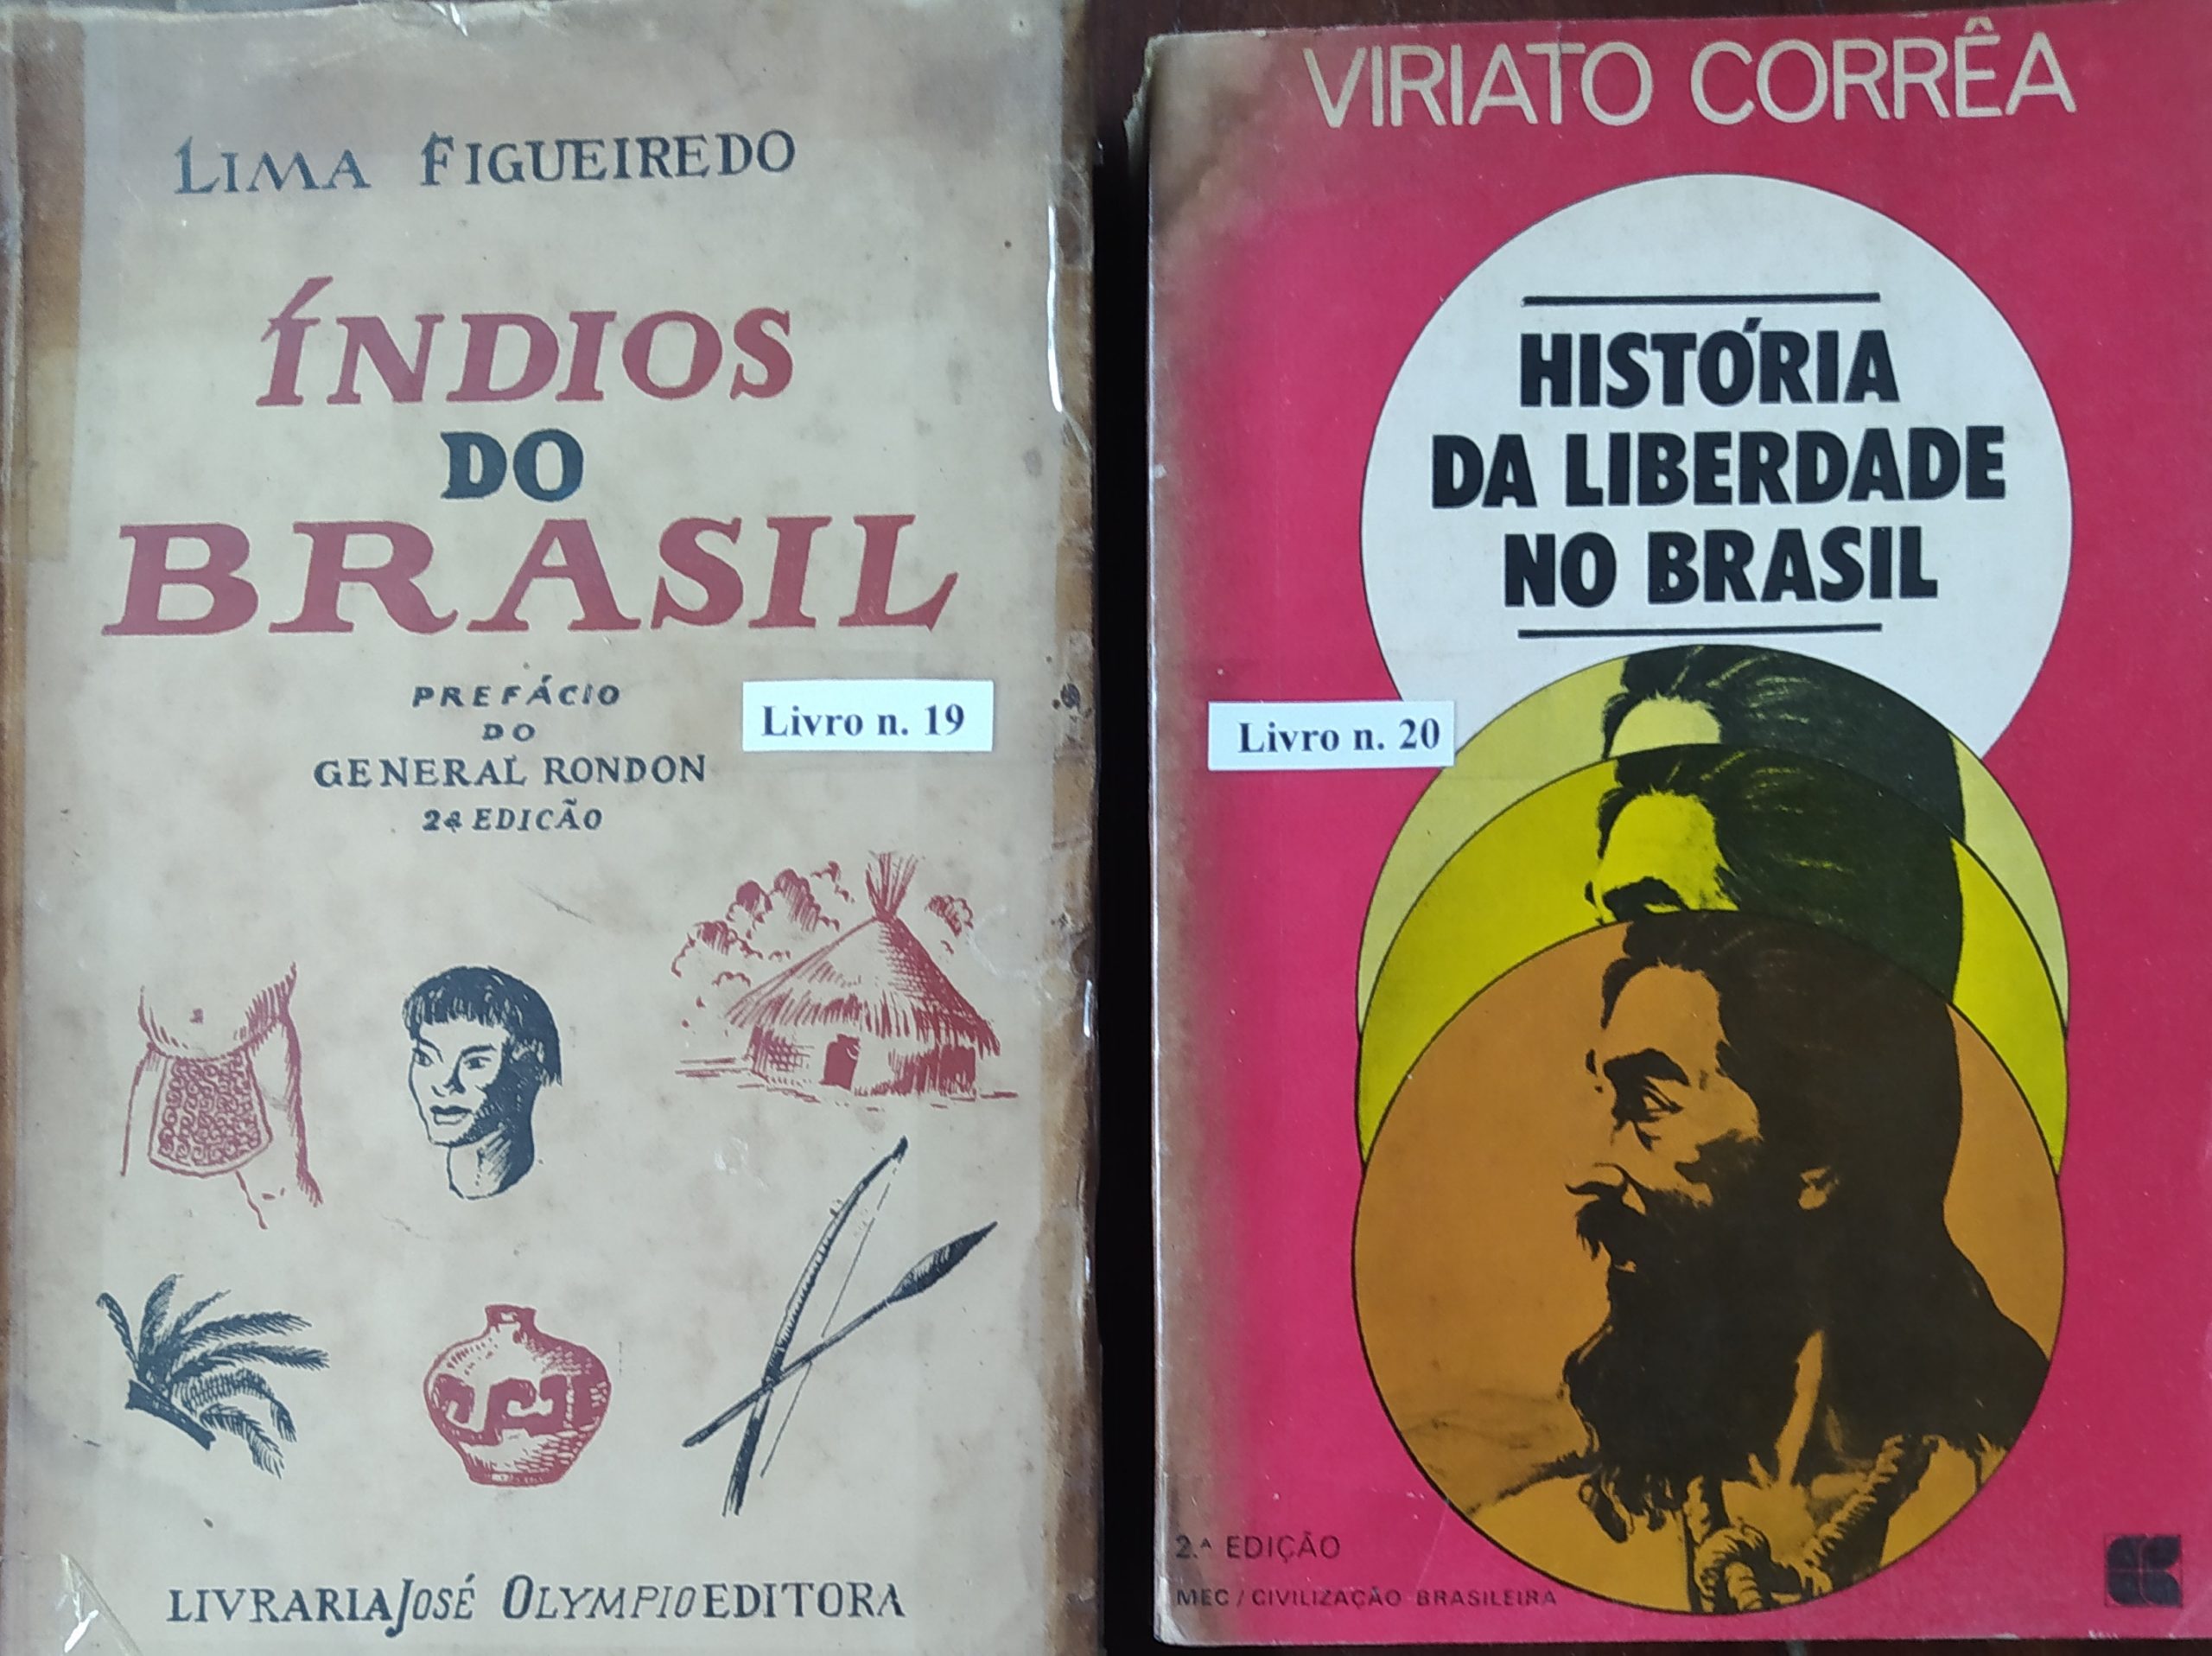 LIMA FIGUEIREDO
ÍNDIOS
DO
BRASIL
PREFÁCIO
DO
GENERAL RONDON
2ª EDICÃO
Livro n. 19
LIVRARIA JOSÉ OLYMPIO EDITORA
VIRIATO CORRÊA
HISTÓRIA
DA LIBERDADE
NO BRASIL
Livro n. 20
2.ª EDIÇÃO
MEC / CIVILIZAÇÃO BRASILEIRA